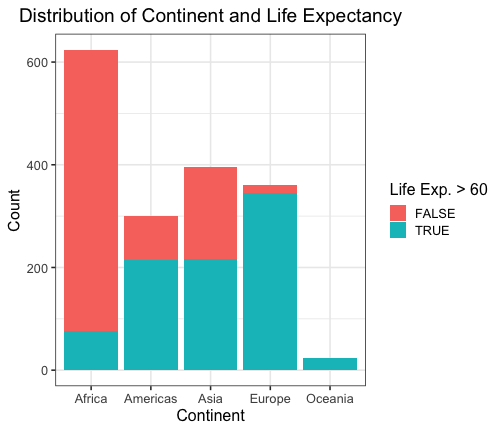 Distribution of Continent and Life Expectancy
Count
600
400
200
0
Africa Americas Asia Europe Oceania
Continent
Life Exp. > 60
FALSE
TRUE